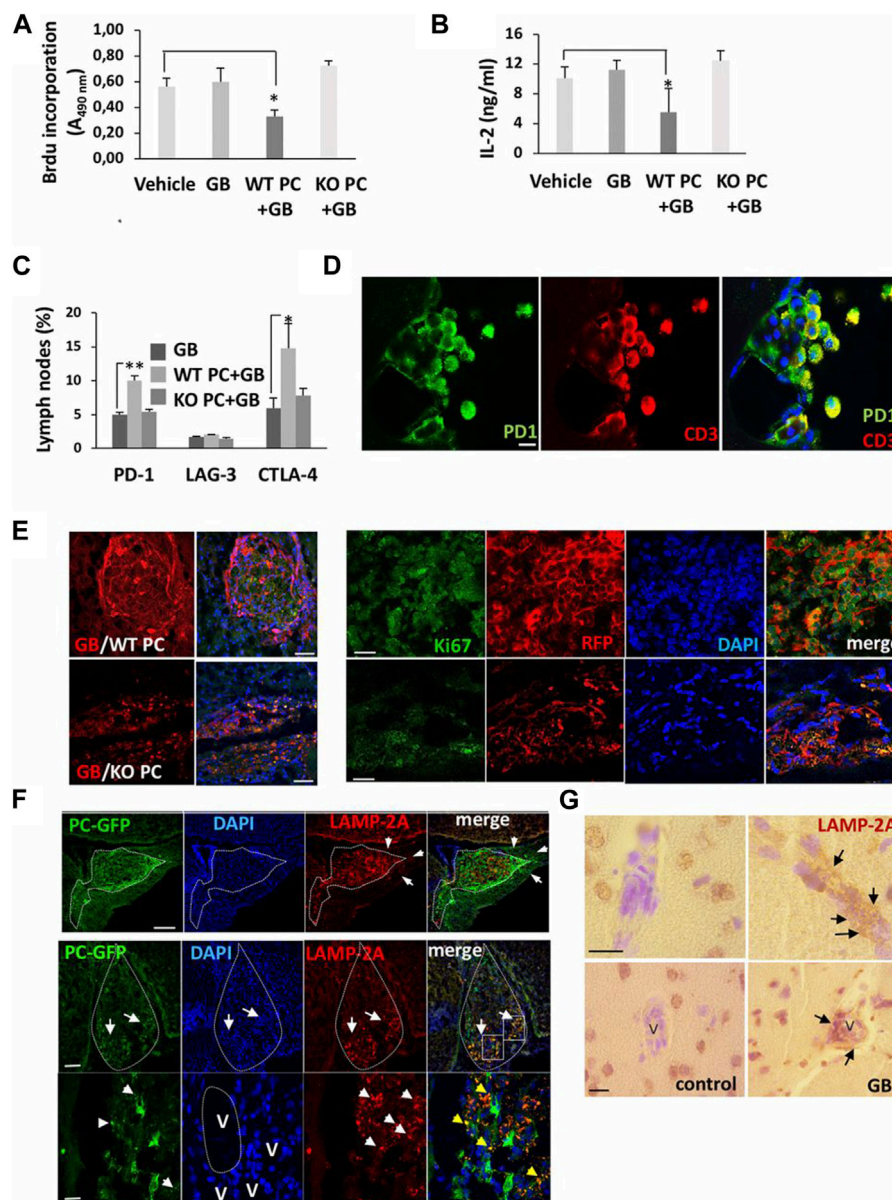 A
Brdu incorporation
(A490 nm)
1,00
0,80
0,60
0,40
0,20
0,00
*
Vehicle GB WT PC +GB KO PC +GB
B
IL-2 (ng/ml)
16
12
8
4
0
*
Vehicle GB WT PC +GB KO PC +GB
C
Lymph nodes (%)
20
15
10
5
0
**
*
GB
WT PC+GB
KO PC+GB
PD-1 LAG-3 CTLA-4
D
PD1
CD3
PD1
CD3
E
GB/WT PC
GB/KO PC
Ki67 RFP DAPI merge
F
PC-GFP DAPI LAMP-2A merge
PC-GFP DAPI LAMP-2A merge
V
V
V
V V
G
LAMP-2A
V
control
V
GB